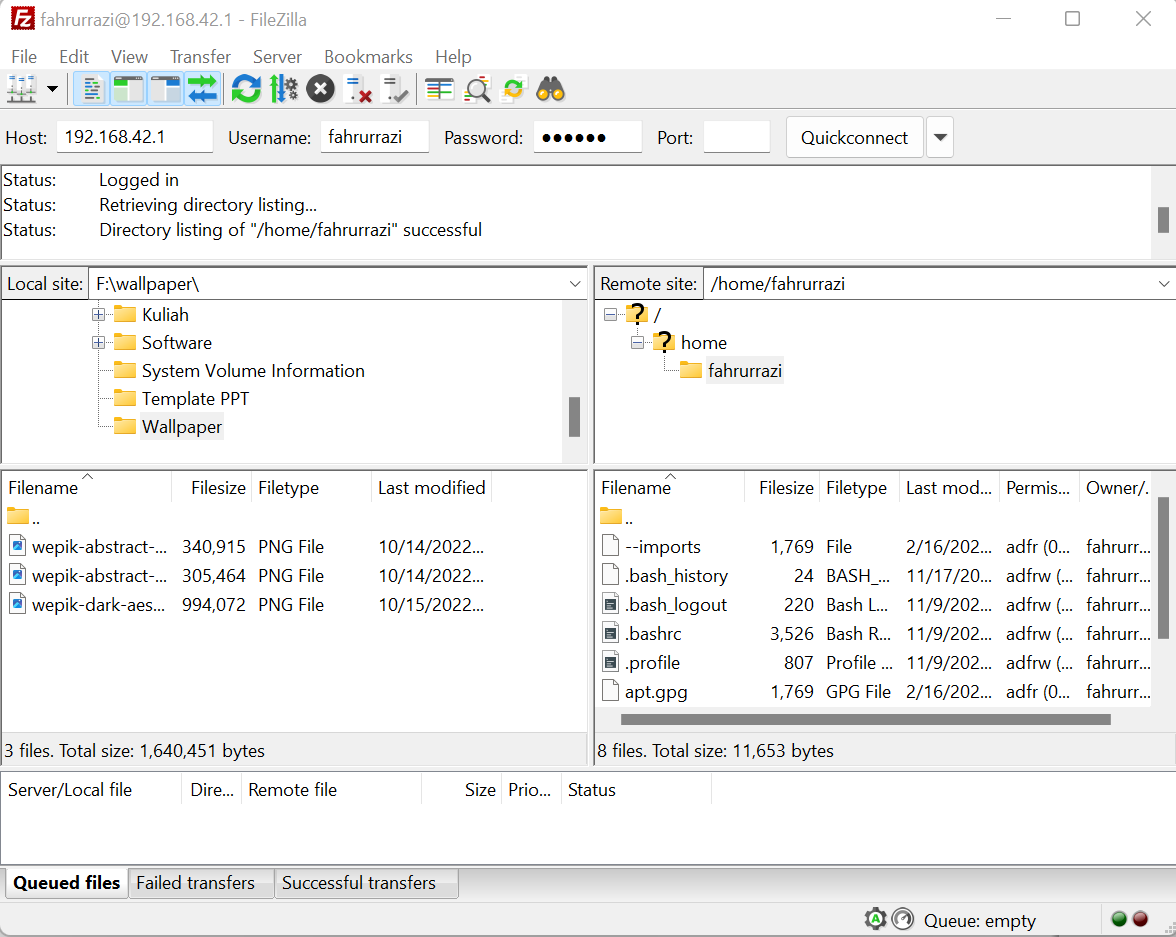 fahrurrazi@192.168.42.1 - FileZilla
File Edit View Transfer Server Bookmarks Help
Host: 192.168.42.1 Username: fahrurrazi Password: ●●●●●● Port: Quickconnect
Status: Logged in
Status: Retrieving directory listing...
Status: Directory listing of "/home/fahrurrazi" successful
Local site: F:\wallpaper\
Kuliah
Software
System Volume Information
Template PPT
Wallpaper
Remote site: /home/fahrurrazi
/
home
fahrurrazi
Filename Filesize Filetype Last modified
..
wepik-abstract-... 340,915 PNG File 10/14/2022...
wepik-abstract-... 305,464 PNG File 10/14/2022...
wepik-dark-aes... 994,072 PNG File 10/15/2022...
3 files. Total size: 1,640,451 bytes
Filename Filesize Filetype Last mod... Permis... Owner/.
..
--imports 1,769 File 2/16/202... adfr (0... fahrurr...
.bash_history 24 BASH_... 11/17/20... adfrw (... fahrurr...
.bash_logout 220 Bash L... 11/9/202... adfrw (... fahrurr...
.bashrc 3,526 Bash R... 11/9/202... adfrw (... fahrurr...
.profile 807 Profile ... 11/9/202... adfrw (... fahrurr...
apt.gpg 1,769 GPG File 2/16/202... adfr (0... fahrurr...
8 files. Total size: 11,653 bytes
Server/Local file Dire... Remote file Size Prio... Status
Queued files Failed transfers Successful transfers
Queue: empty